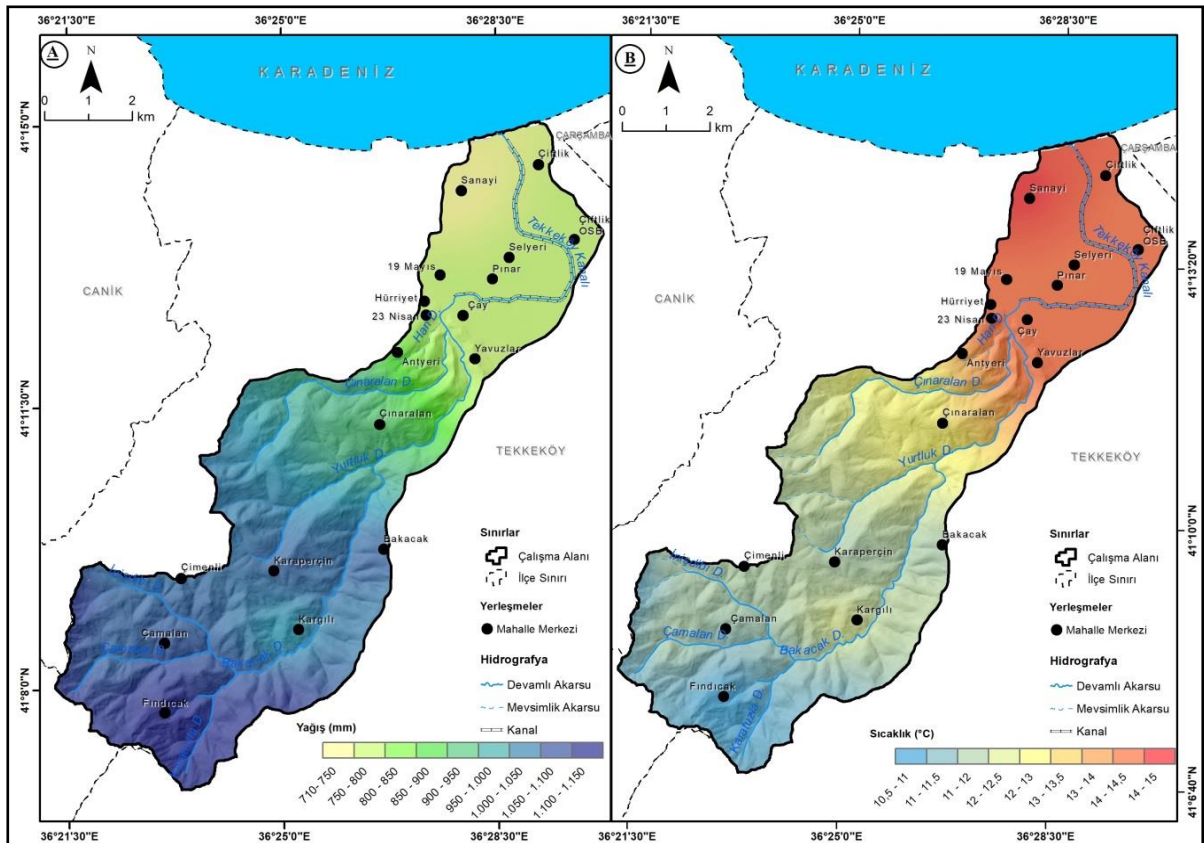 36°21'30"E
36°25'0"E
36°28'30"E
A
N
0 1 2
km
KARADENİZ
ÇARŞAMBA
Çiftlik
Sanayi
Çiftlik
OSB
Tekkeköy Kanalı
Selyeri
19 Mayıs
Pınar
CANİK
Hürriyet
23 Nisan
Çay
Antyeri
Yavuzlar
Çınaralan D.
Çınaralan
Yurtluk D.
TEKKEKÖY
Bakacak
Çimenli
Karaperçin
Kargılı
Çamalan
Bakacak D.
Fındıcak
Sınırlar
Çalışma Alanı
İlçe Sınırı
Yerleşmeler
Mahalle Merkezi
Hidrografya
Devamlı Akarsu
Mevsimlik Akarsu
Kanal
Yağış (mm)
710-750
750 - 800
800 - 850
850 - 900
900 - 950
950 - 1.000
1.000 - 1.050
1.050 - 1.100
1.100 - 1.150
41°15'0"N
41°11'30"N
41°8'0"N
36°21'30"E
36°25'0"E
36°28'30"E
36°21'30"E
36°25'0"E
36°28'30"E
B
N
0 1 2
km
KARADENİZ
ÇARŞAMBA
Çiftlik
Sanayi
Çiftlik
OSB
Tekkeköy Kanalı
Selyeri
19 Mayıs
Pınar
CANİK
Hürriyet
23 Nisan
Çay
Antyeri
Yavuzlar
Çınaralan D.
Çınaralan
Yurtluk D.
TEKKEKÖY
Bakacak
Çimenli
Karaperçin
Kargılı
Çamalan
Çamalan D.
Bakacak D.
Fındıcak
Sınırlar
Çalışma Alanı
İlçe Sınırı
Yerleşmeler
Mahalle Merkezi
Hidrografya
Devamlı Akarsu
Mevsimlik Akarsu
Kanal
Sıcaklık (°C)
10,5 - 11
11 - 11,5
11 - 12
12 - 12,5
12 - 13
13 - 13,5
13 - 14
14 - 14,5
14 - 15
41°13'20"N
41°10'0"N
41°6'40"N
36°21'30"E
36°25'0"E
36°28'30"E